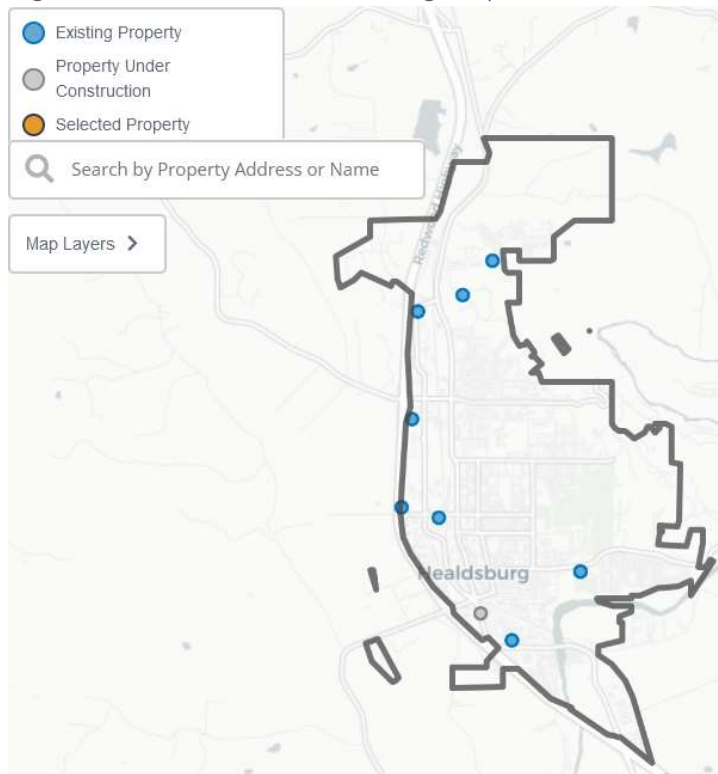 Existing Property
Property Under
Construction
Selected Property
Search by Property Address or Name
Map Layers
Redwood Highway
Healdsburg